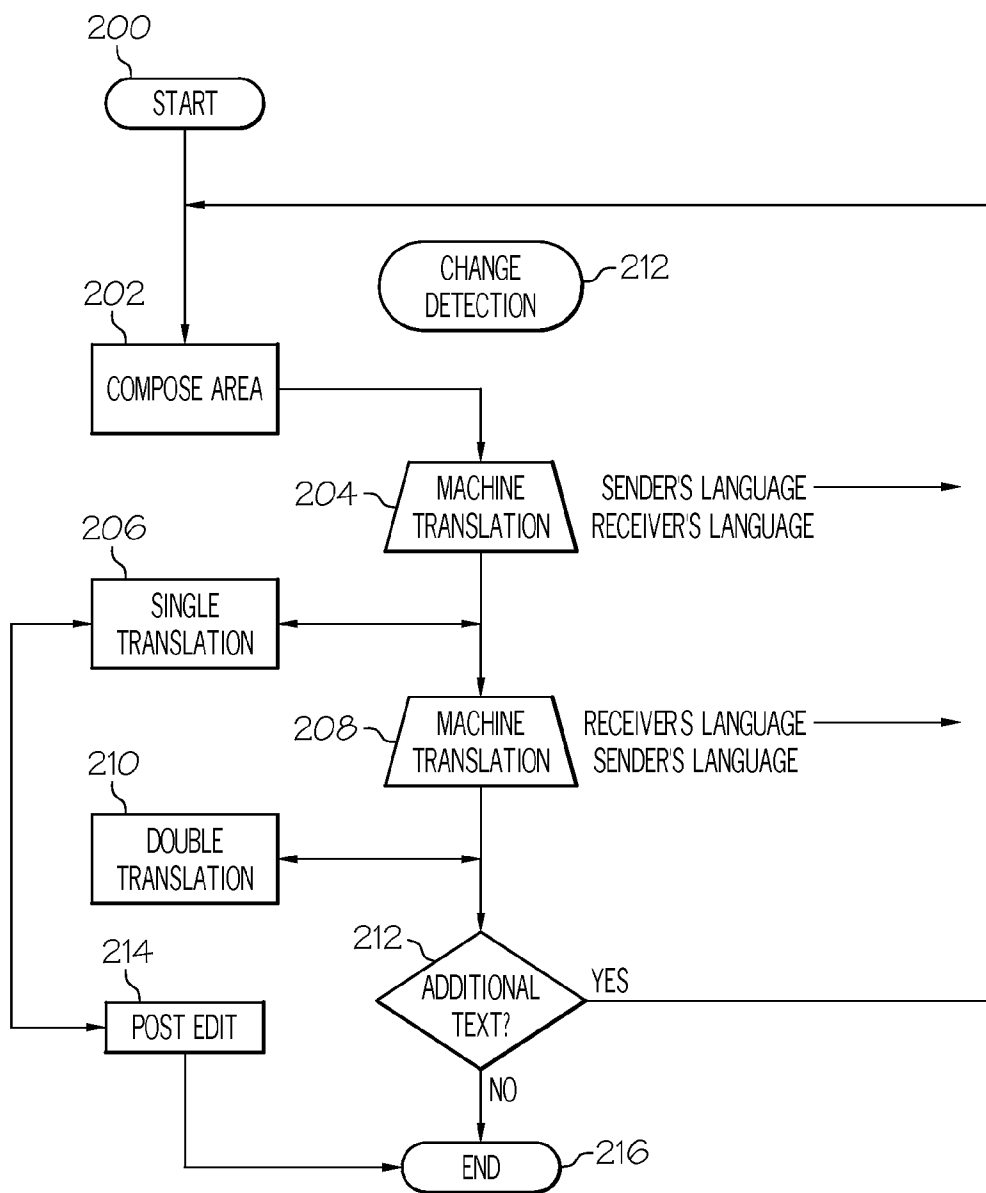 200
START
CHANGE
DETECTION
212
202
COMPOSE AREA
204
MACHINE
TRANSLATION
SENDER'S LANGUAGE
RECEIVER'S LANGUAGE
206
SINGLE
TRANSLATION
208
MACHINE
TRANSLATION
RECEIVER'S LANGUAGE
SENDER'S LANGUAGE
210
DOUBLE
TRANSLATION
212
ADDITIONAL
TEXT?
YES
214
POST EDIT
NO
END
216